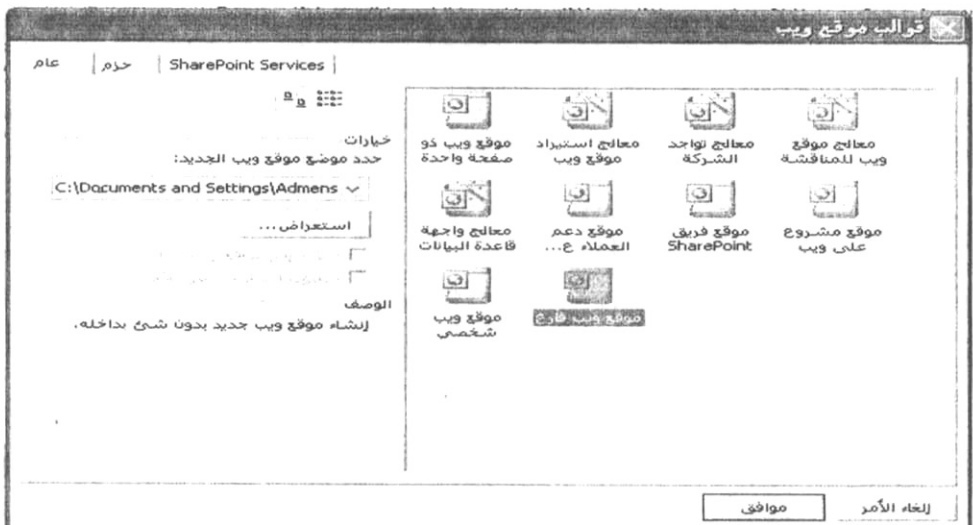 قوالب موقع ويب
عام
حزم
SharePoint Services
معالج موقع
ويب للمناقشة
معالج تواجد
الشركة
معالج استيراد
موقع ويب
موقع ويب ذو
صفحة واحدة
موقع مشروع
على ويب
موقع فريق
SharePoint
موقع دعم
العملاء ع...
معالج واجهة
قاعدة البيانات
موقع ويب فارغ
موقع ويب
شخصي
خيارات
حدد موضع موقع ويب الجديد:
C:\Documents and Settings\Admens
استعراض...
الوصف
إنشاء موقع ويب جديد بدون شئ بداخله.
موافق
إلغاء الأمر